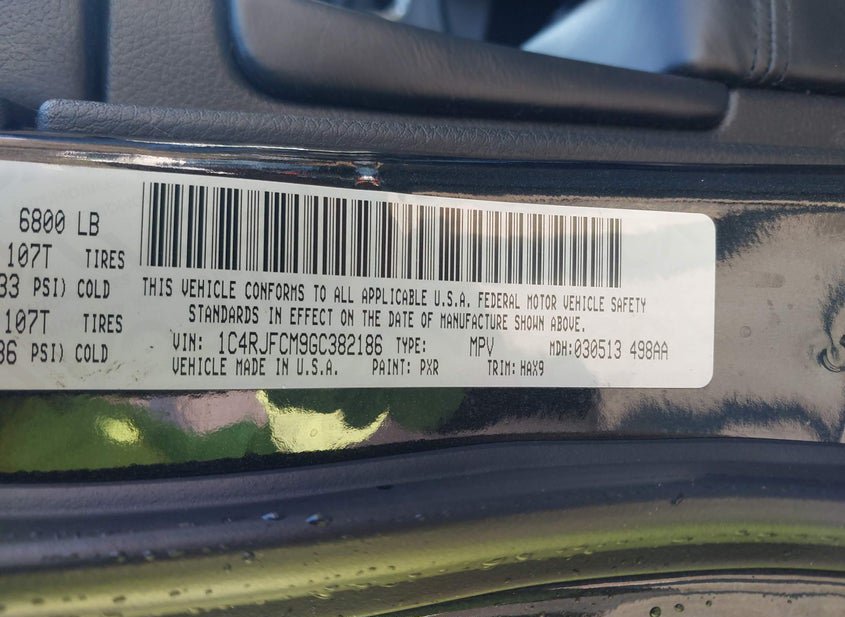 6800 LB
107T TIRES
33 PSI) COLD
107T TIRES
36 PSI) COLD
THIS VEHICLE CONFORMS TO ALL APPLICABLE U.S.A. FEDERAL MOTOR VEHICLE SAFETY
STANDARDS IN EFFECT ON THE DATE OF MANUFACTURE SHOWN ABOVE.
VIN: 1C4RJFCM9GC382186 TYPE: MPV MDH:030513 498AA
VEHICLE MADE IN U.S.A. PAINT: PXR TRIM: HAX9